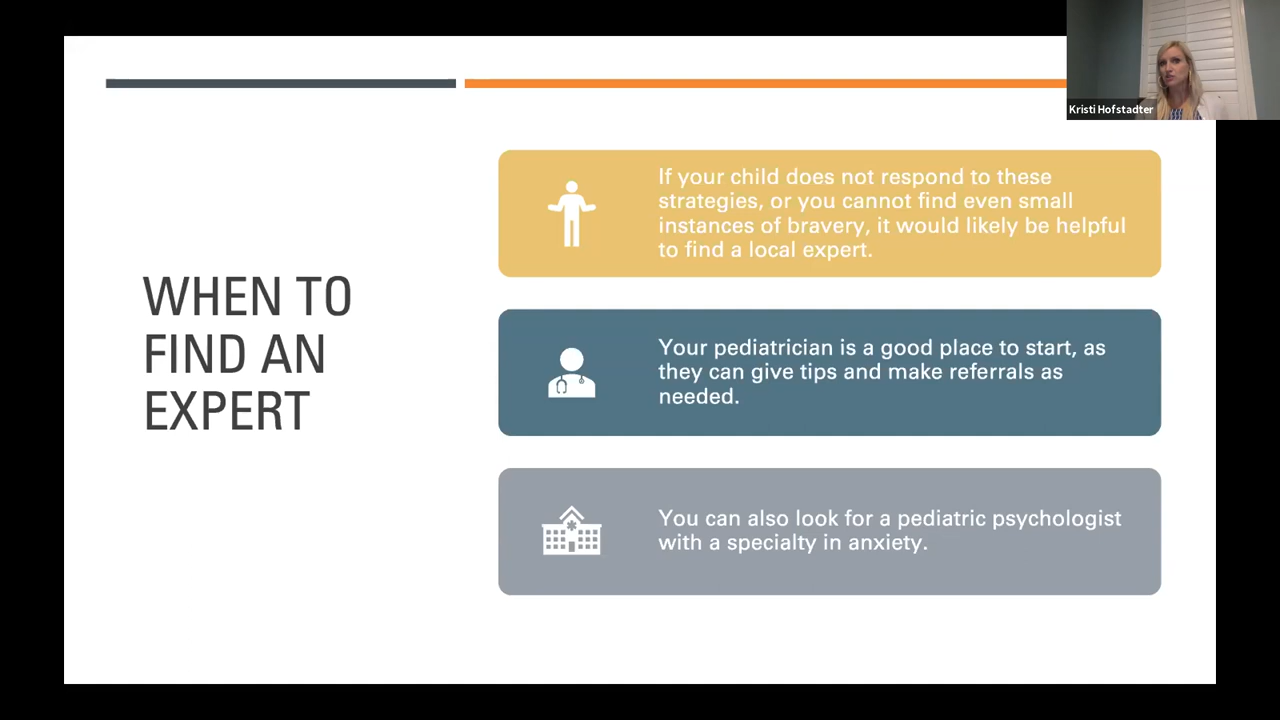 Kristi Hofstadter
WHEN TO
FIND AN
EXPERT
If your child does not respond to these
strategies, or you cannot find even small
instances of bravery, it would likely be helpful
to find a local expert.
Your pediatrician is a good place to start, as
they can give tips and make referrals as
needed.
You can also look for a pediatric psychologist
with a specialty in anxiety.